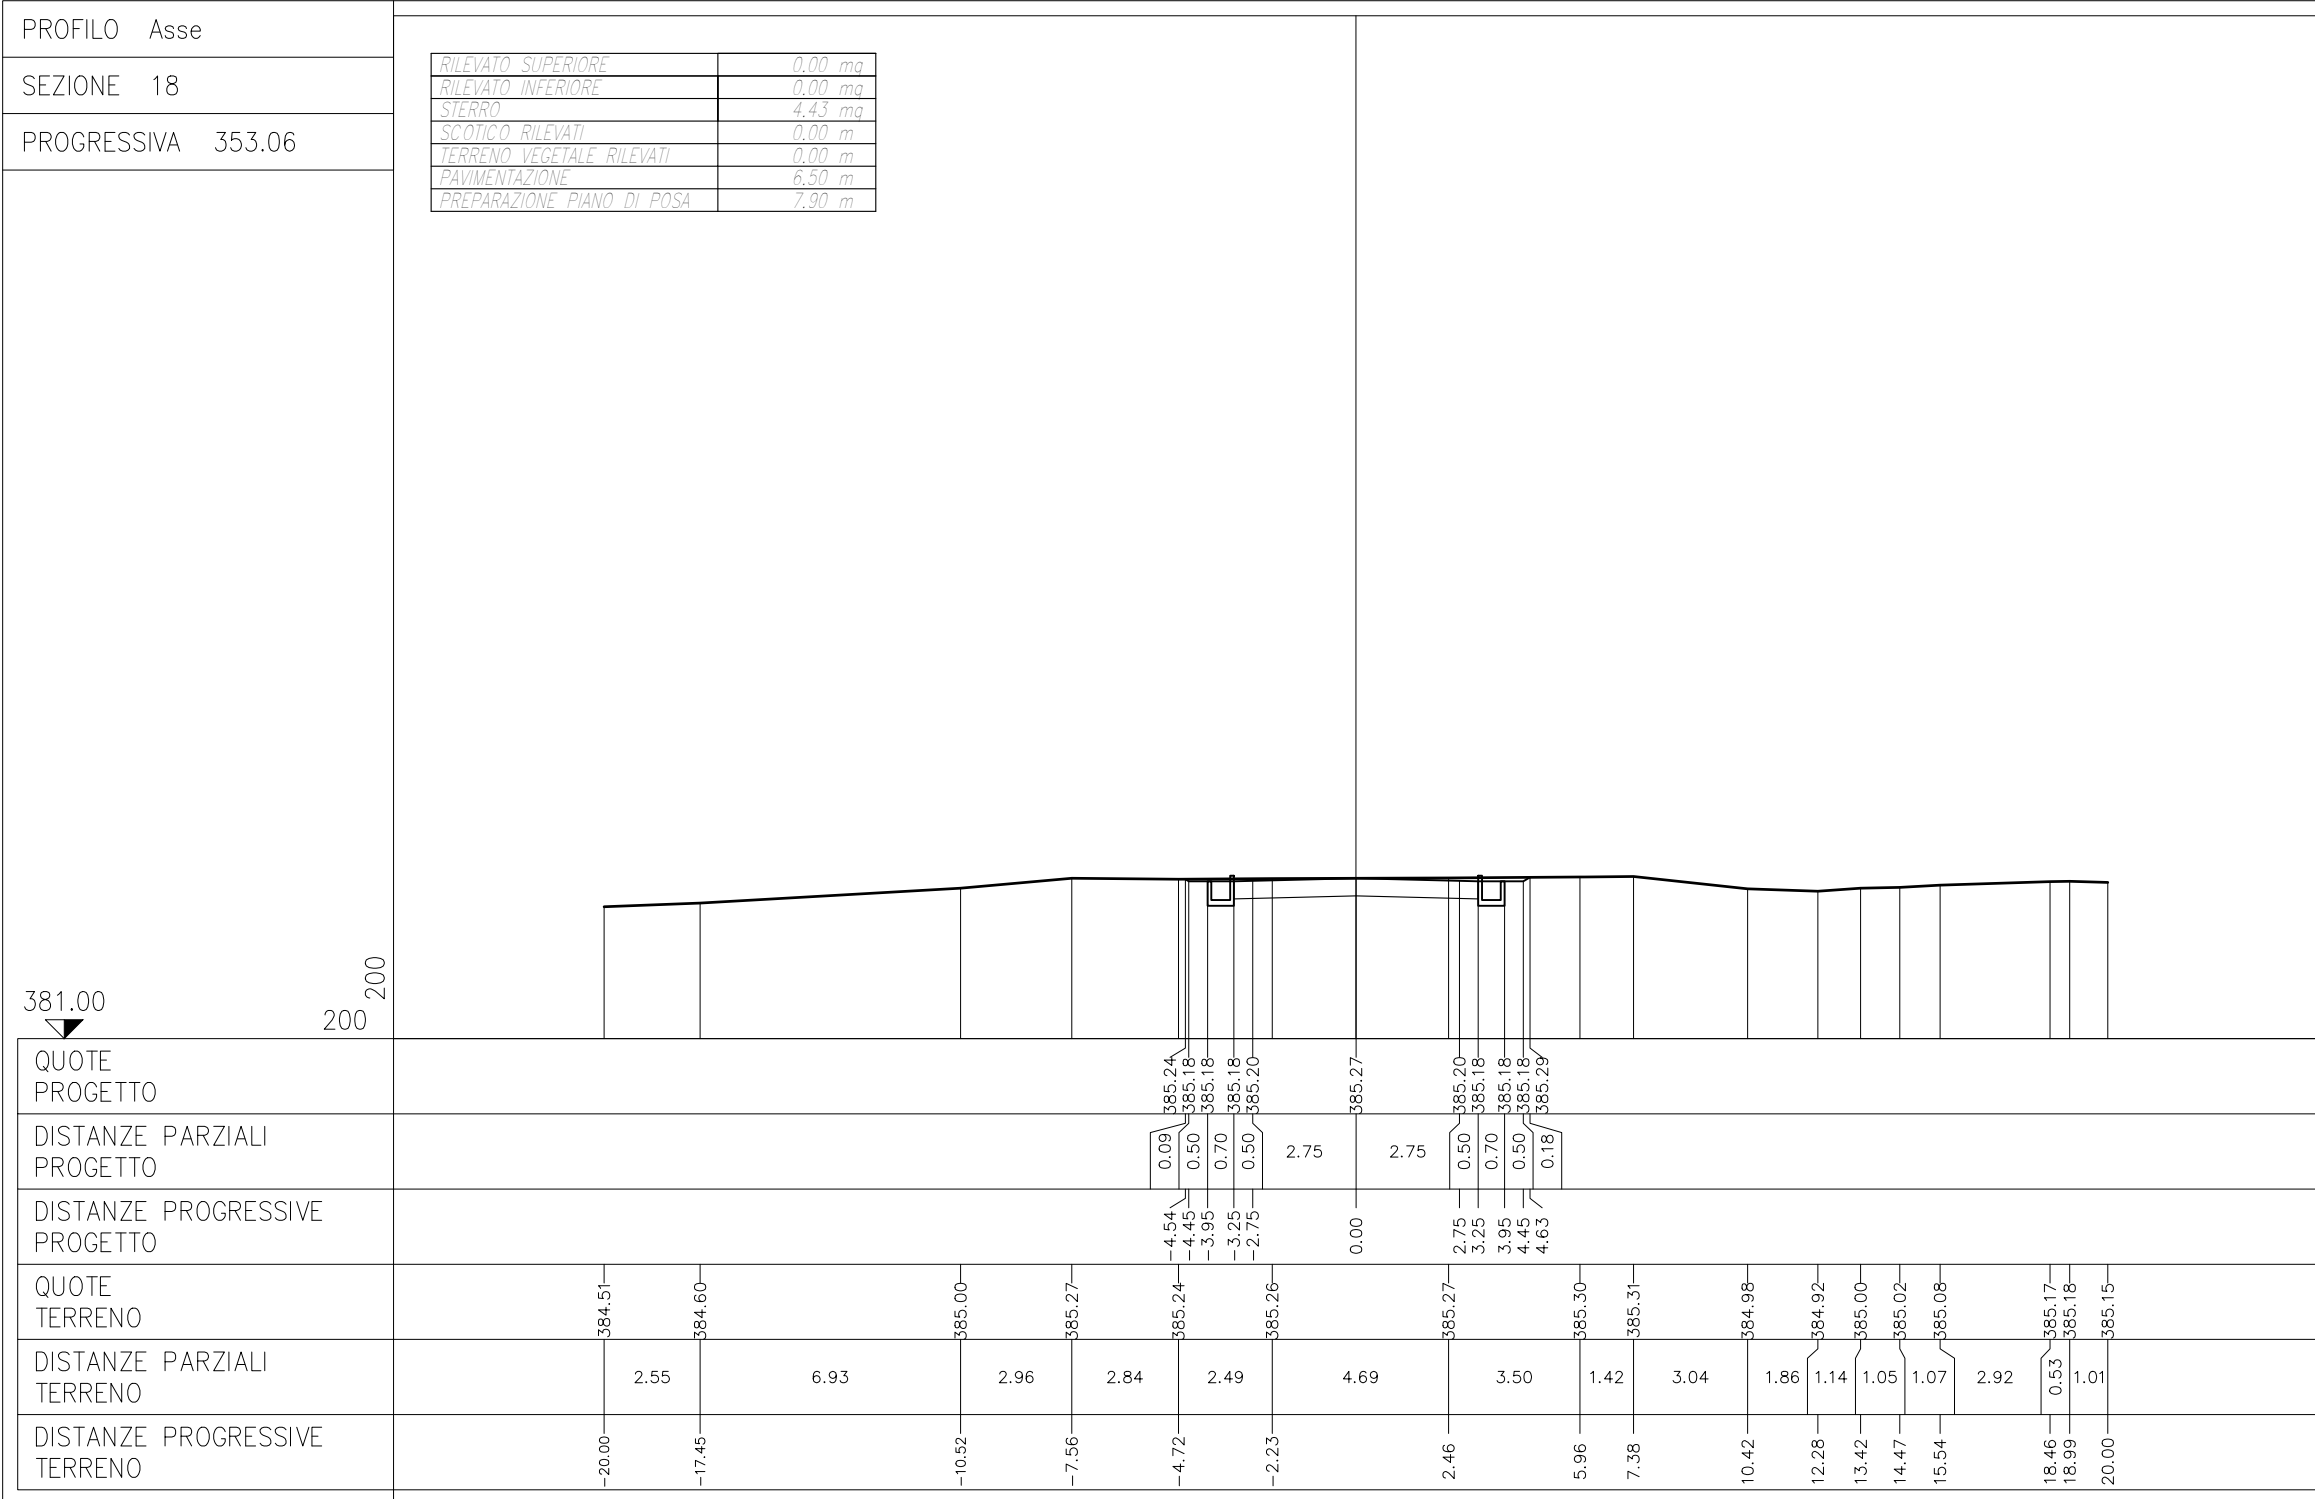 PROFILO Asse
SEZIONE 18
PROGRESSIVA 353.06
RILEVATO SUPERIORE 0.00 mq
RILEVATO INFERIORE 0.00 mq
STERRO 4.43 mq
SCOTICO RILEVATI 0.00 m
TERRENO VEGETALE RILEVATI 0.00 m
PAVIMENTAZIONE 6.50 m
PREPARAZIONE PIANO DI POSA 7.90 m
200
381.00
200
QUOTE
PROGETTO
385.24 385.18 385.18 385.18 385.20 385.27 385.20 385.18 385.18 385.18 385.29
DISTANZE PARZIALI
PROGETTO
0.09 0.50 0.70 0.50 2.75 2.75 0.50 0.70 0.50 0.18
DISTANZE PROGRESSIVE
PROGETTO
-4.54 -4.45 -3.95 -3.25 -2.75 0.00 2.75 3.25 3.95 4.45 4.63
QUOTE
TERRENO
384.51 384.60 385.00 385.27 385.24 385.26 385.27 385.30 385.31 384.98 384.92 385.00 385.02 385.08 385.17 385.18 385.15
DISTANZE PARZIALI
TERRENO
2.55 6.93 2.96 2.84 2.49 4.69 3.50 1.42 3.04 1.86 1.14 1.05 1.07 2.92 0.53 1.01
DISTANZE PROGRESSIVE
TERRENO
-20.00 -17.45 -10.52 -7.56 -4.72 -2.23 2.46 5.96 7.38 10.42 12.28 13.42 14.47 15.54 18.46 18.99 20.00